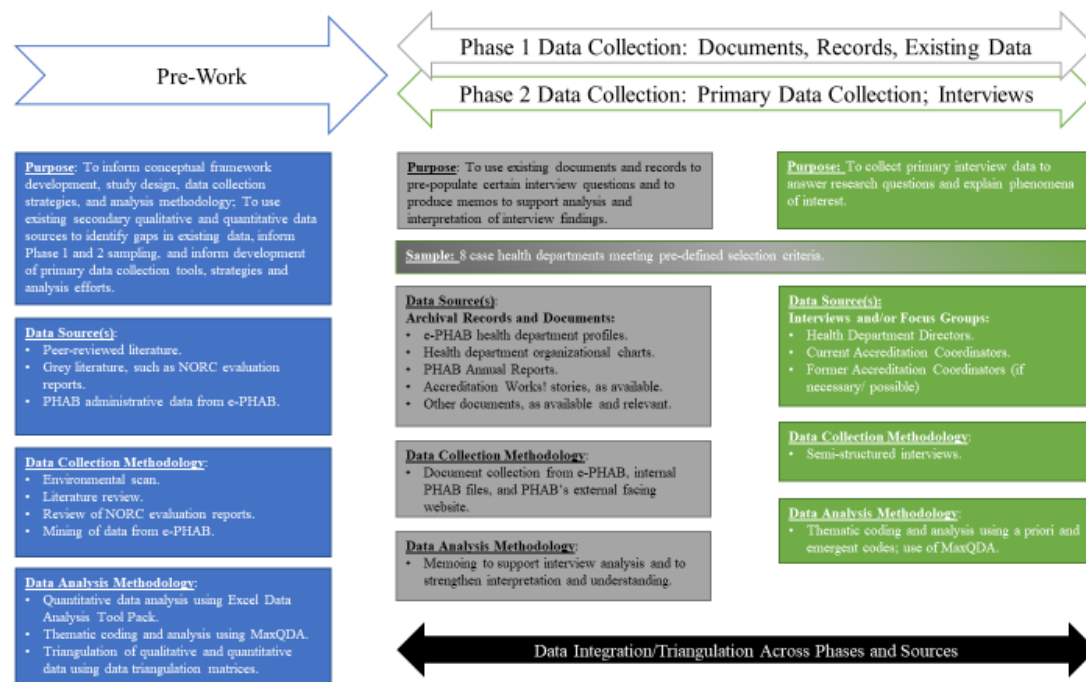 Pre-Work
Phase 1 Data Collection: Documents, Records, Existing Data
Phase 2 Data Collection: Primary Data Collection; Interviews
Purpose: To inform conceptual framework
development, study design, data collection
strategies, and analysis methodology; To use
existing secondary qualitative and quantitative data
sources to identify gaps in existing data, inform
Phase 1 and 2 sampling, and inform development
of primary data collection tools, strategies and
analysis efforts.
Data Source(s):
• Peer-reviewed literature.
• Grey literature, such as NORC evaluation
reports.
• PHAB administrative data from e-PHAB.
Data Collection Methodology:
• Environmental scan.
• Literature review.
• Review of NORC evaluation reports.
• Mining of data from e-PHAB.
Data Analysis Methodology:
• Quantitative data analysis using Excel Data
Analysis Tool Pack.
• Thematic coding and analysis using MaxQDA.
• Triangulation of qualitative and quantitative
data using data triangulation matrices.
Purpose: To use existing documents and records to
pre-populate certain interview questions and to
produce memos to support analysis and
interpretation of interview findings.
Purpose: To collect primary interview data to
answer research questions and explain phenomena
of interest.
Sample: 8 case health departments meeting pre-defined selection criteria.
Data Source(s):
Archival Records and Documents:
• e-PHAB health department profiles.
• Health department organizational charts.
• PHAB Annual Reports.
• Accreditation Works! stories, as available.
• Other documents, as available and relevant.
Data Collection Methodology:
• Document collection from e-PHAB, internal
PHAB files, and PHAB's external facing
website.
Data Analysis Methodology:
• Memoing to support interview analysis and to
strengthen interpretation and understanding.
Data Source(s):
Interviews and/or Focus Groups:
• Health Department Directors.
• Current Accreditation Coordinators.
• Former Accreditation Coordinators (if
necessary/ possible)
Data Collection Methodology:
• Semi-structured interviews.
Data Analysis Methodology:
• Thematic coding and analysis using a priori and
emergent codes; use of MaxQDA.
Data Integration/Triangulation Across Phases and Sources